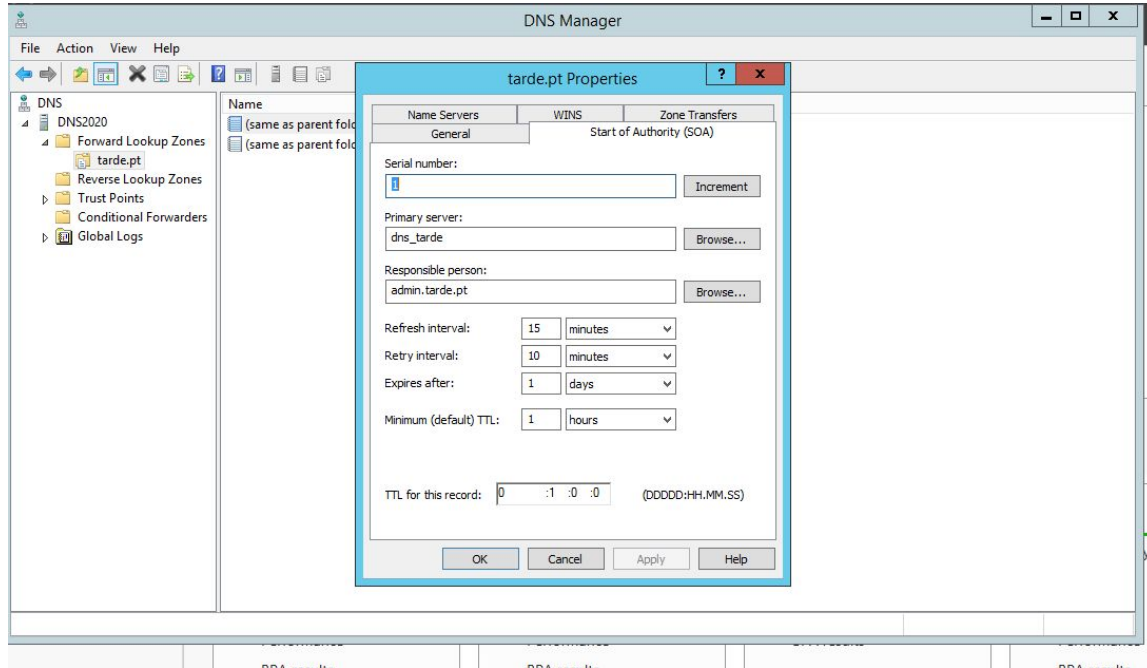 DNS Manager
File Action View Help
DNS
DNS2020
Forward Lookup Zones
tarde.pt
Reverse Lookup Zones
Trust Points
Conditional Forwarders
Global Logs
Name
(same as parent fold
(same as parent fold
tarde.pt Properties
Name Servers WINS Zone Transfers
General Start of Authority (SOA)
Serial number:
1 Increment
Primary server:
dns_tarde Browse...
Responsible person:
admin.tarde.pt Browse...
Refresh interval: 15 minutes
Retry interval: 10 minutes
Expires after: 1 days
Minimum (default) TTL: 1 hours
TTL for this record: 0 :1 :0 :0 (DDDDD:HH.MM.SS)
OK Cancel Apply Help